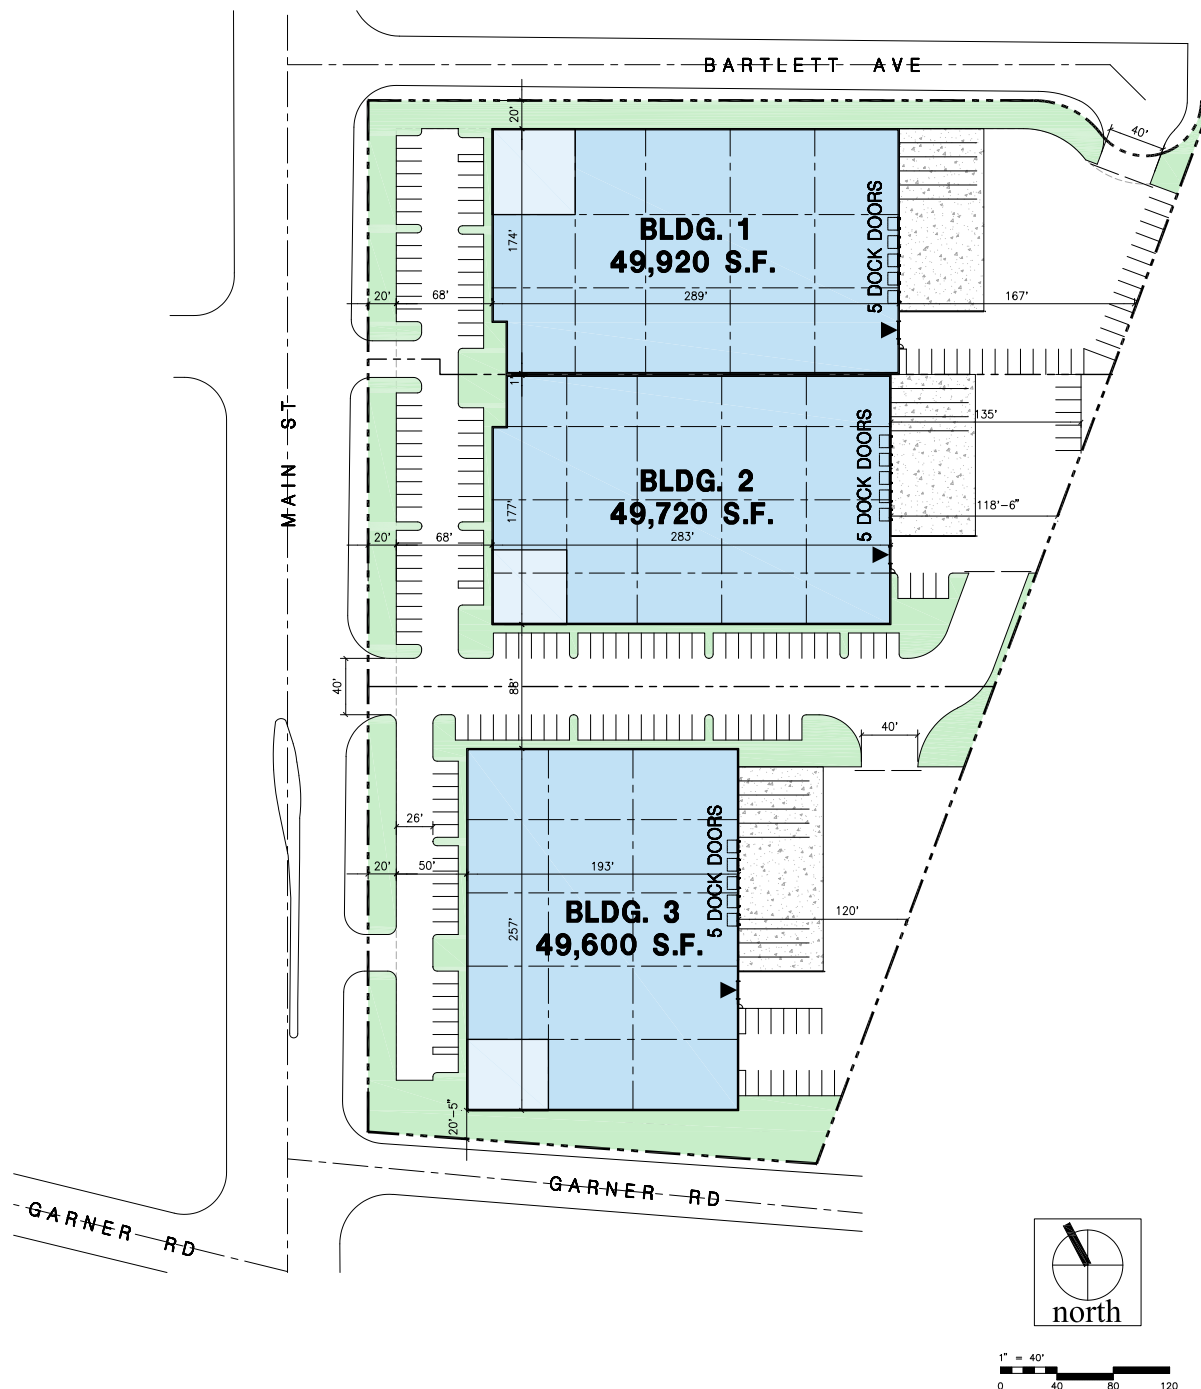 BARTLETT AVE
20'
40'
5 DOCK DOORS
BLDG. 1
49,920 S.F.
174'
20'
68'
289'
167'
MAIN ST
135'
5 DOCK DOORS
BLDG. 2
49,720 S.F.
177'
118'-6"
20'
68'
283'
40'
88'
40'
26'
5 DOCK DOORS
20'
50'
193'
BLDG. 3
49,600 S.F.
257'
120'
20'-5"
GARNER RD
GARNER RD
north
1" = 40'
0 40 80 120